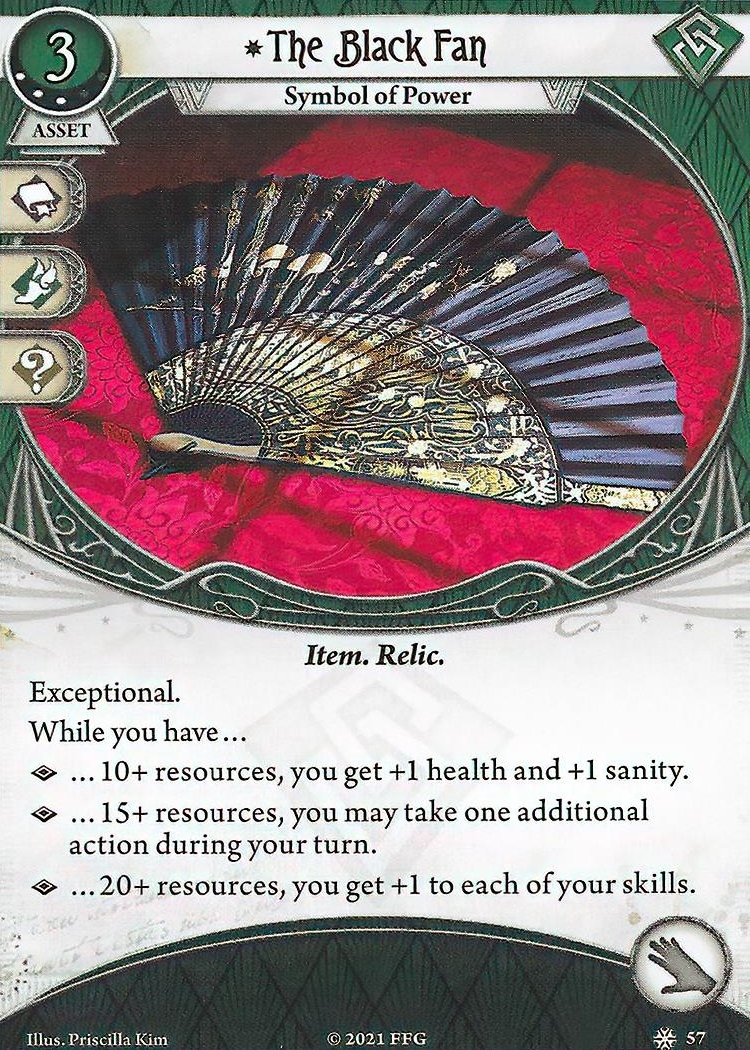 3
*The Black Fan
Symbol of Power
ASSET
?
Item. Relic.
Exceptional.
While you have…
…10+ resources, you get +1 health and +1 sanity.
…15+ resources, you may take one additional
action during your turn.
…20+ resources, you get +1 to each of your skills.
Illus. Priscilla Kim
© 2021 FFG
57